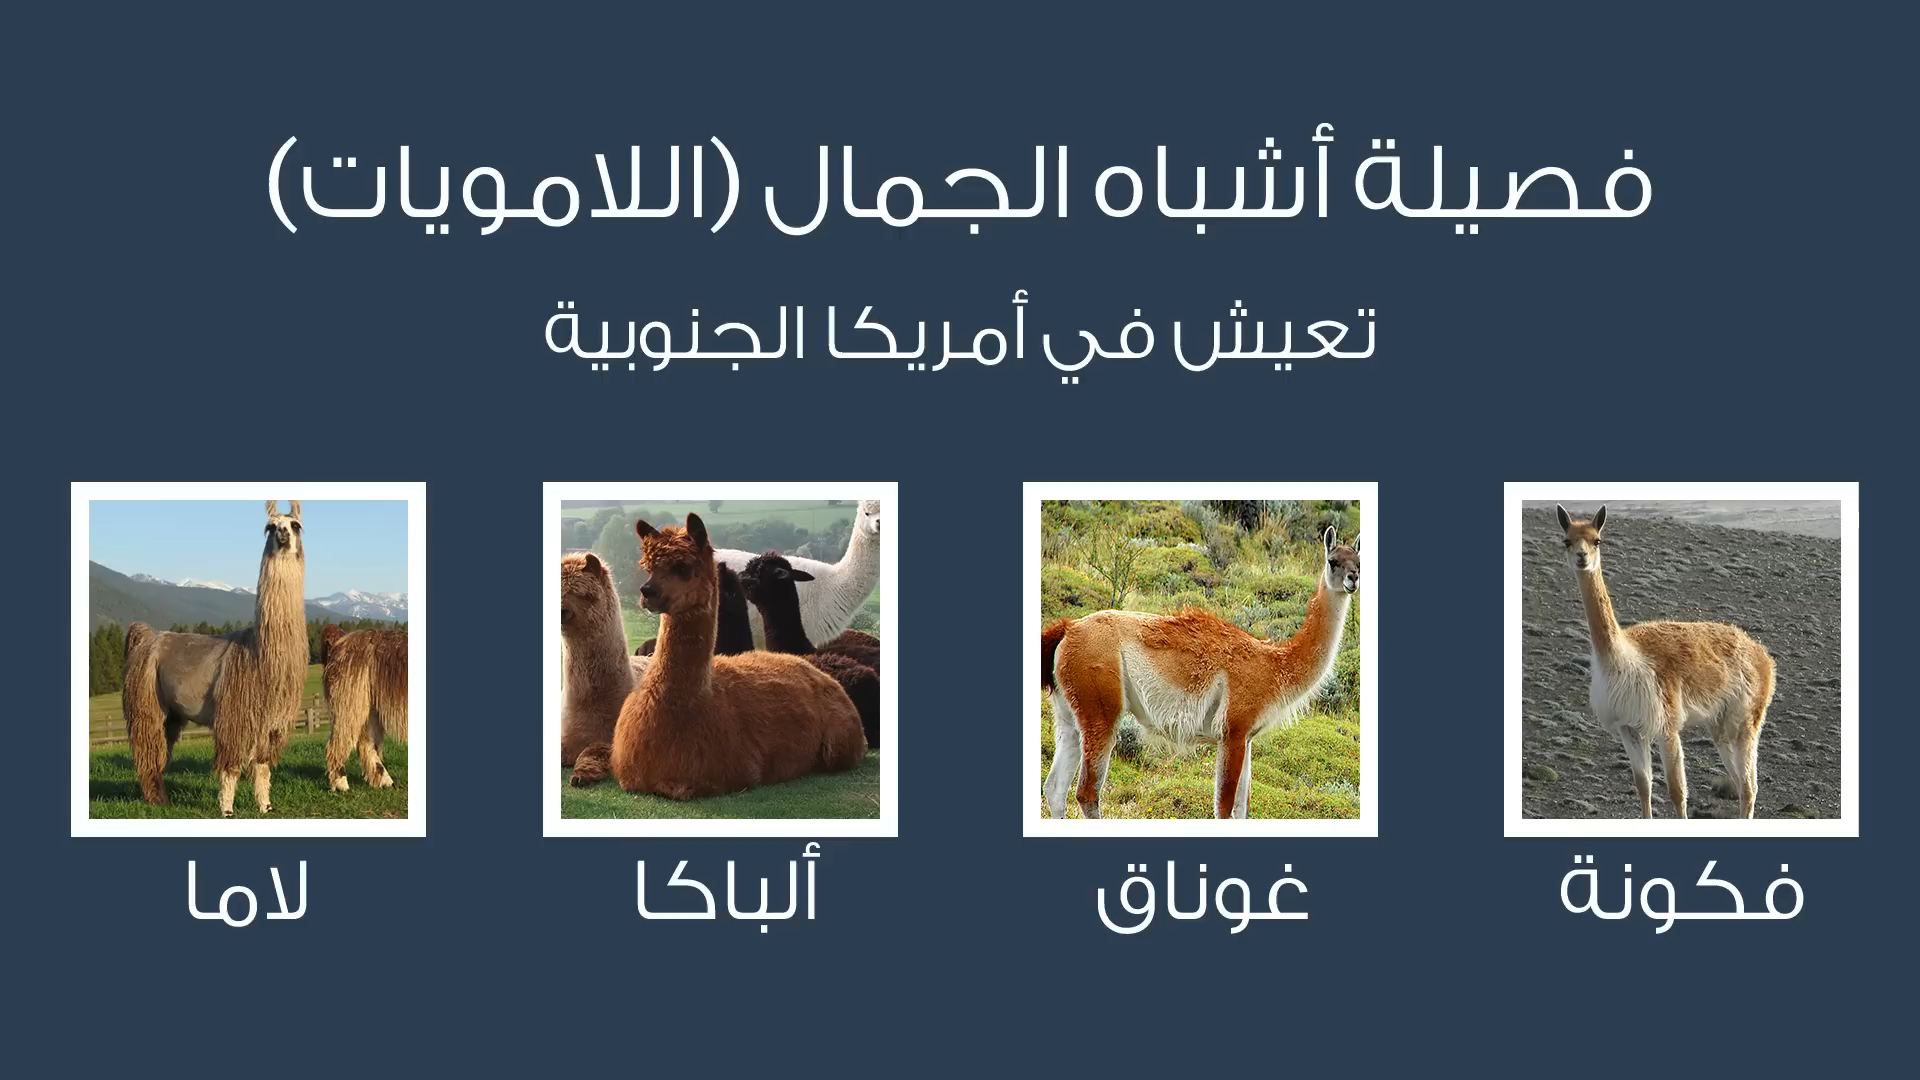 فصيلة أشباه الجمال (اللامويات)
تعيش في أمريكا الجنوبية
فكونة
غوناق
ألباكا
لاما